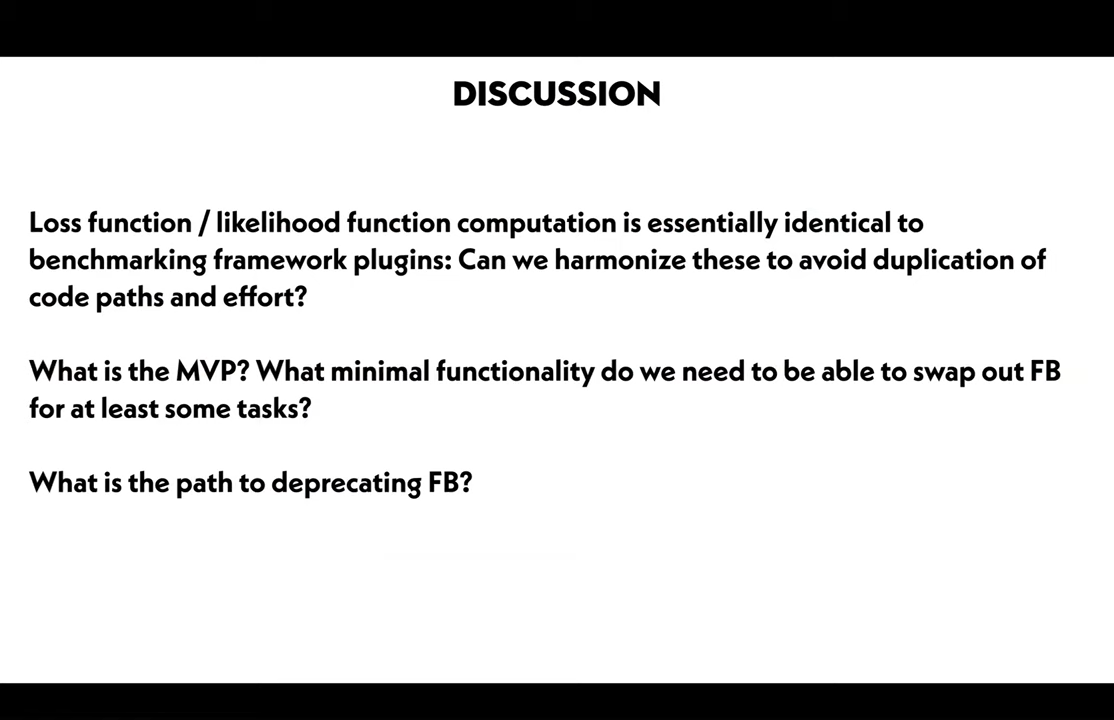 DISCUSSION
Loss function / likelihood function computation is essentially identical to
benchmarking framework plugins: Can we harmonize these to avoid duplication of
code paths and effort?
What is the MVP? What minimal functionality do we need to be able to swap out FB
for at least some tasks?
What is the path to deprecating FB?